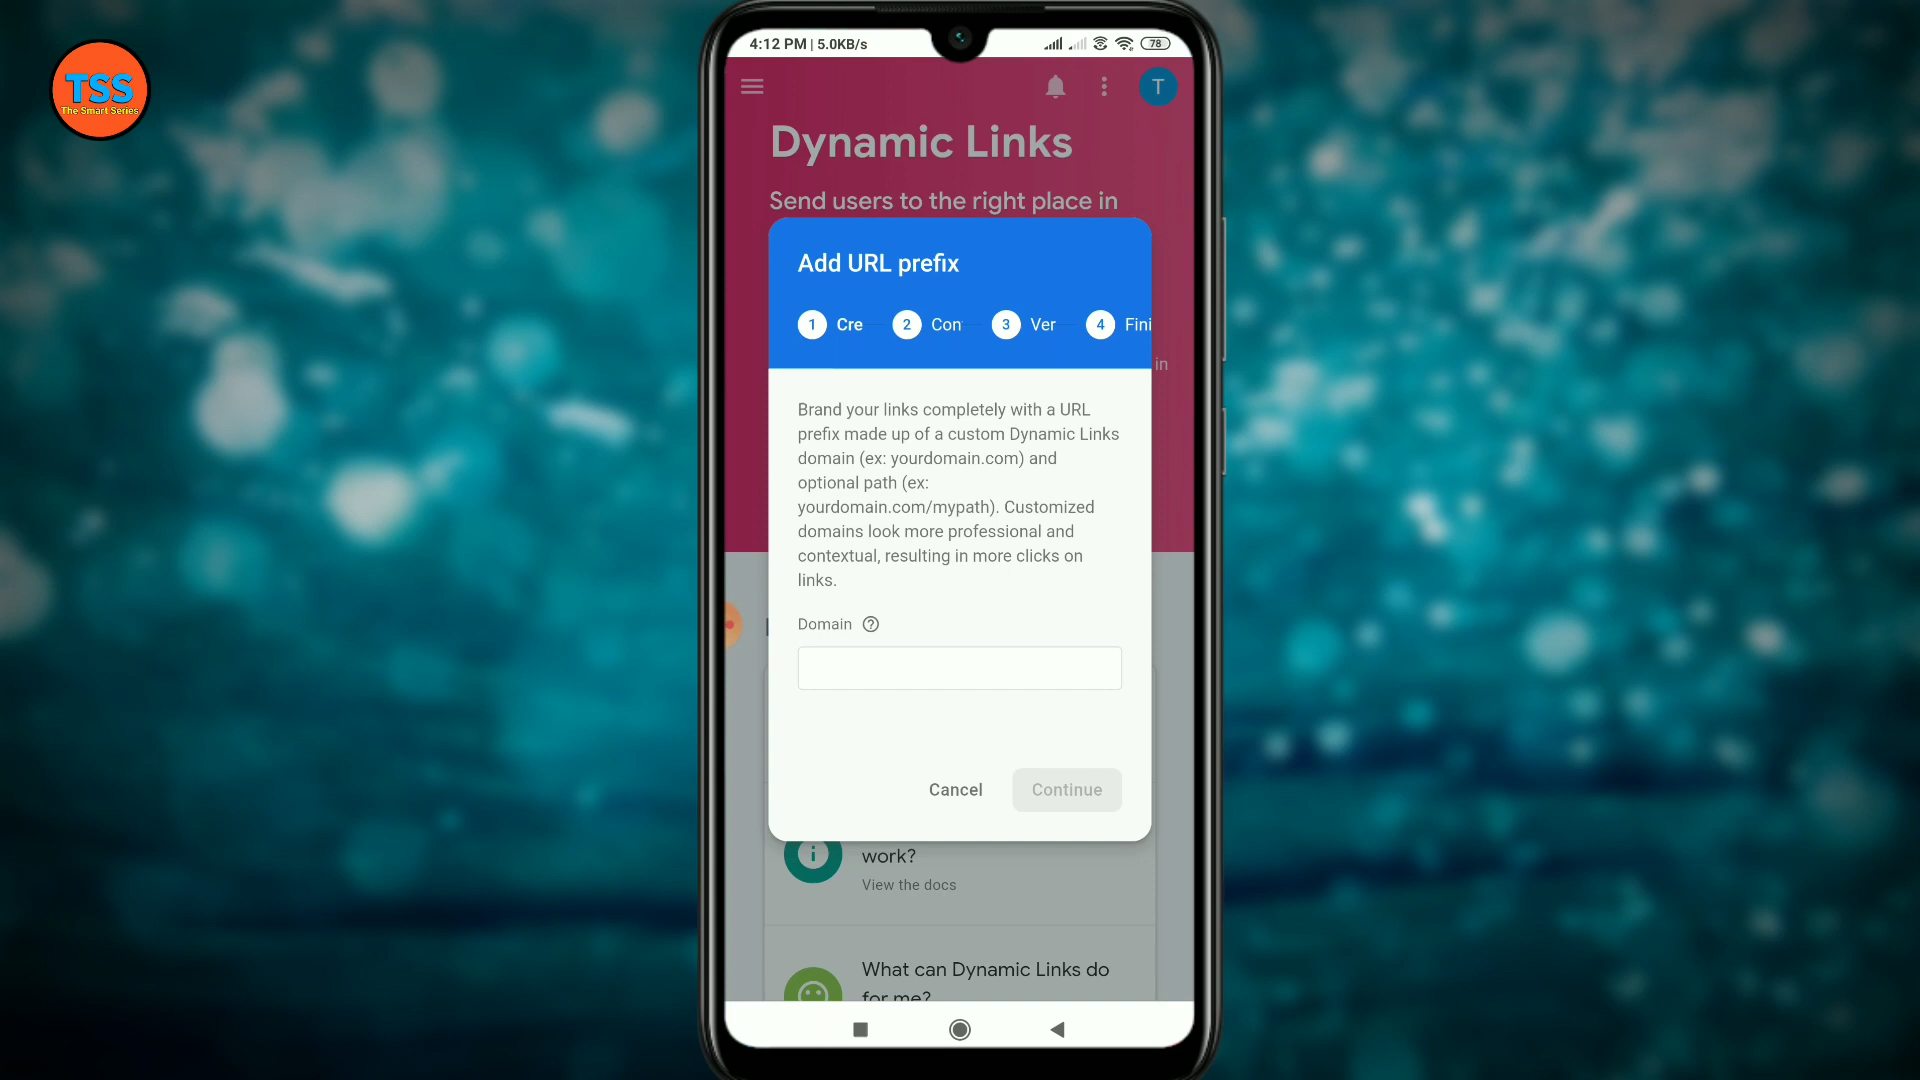 TSS
The Smart Series
4:12 PM | 5.0KB/s
78
T
Dynamic Links
Send users to the right place in
Add URL prefix
1 Cre 2 Con 3 Ver 4 Fini
in
Brand your links completely with a URL
prefix made up of a custom Dynamic Links
domain (ex: yourdomain.com) and
optional path (ex:
yourdomain.com/mypath). Customized
domains look more professional and
contextual, resulting in more clicks on
links.
Domain ?
Cancel Continue
work?
View the docs
What can Dynamic Links do
for me?